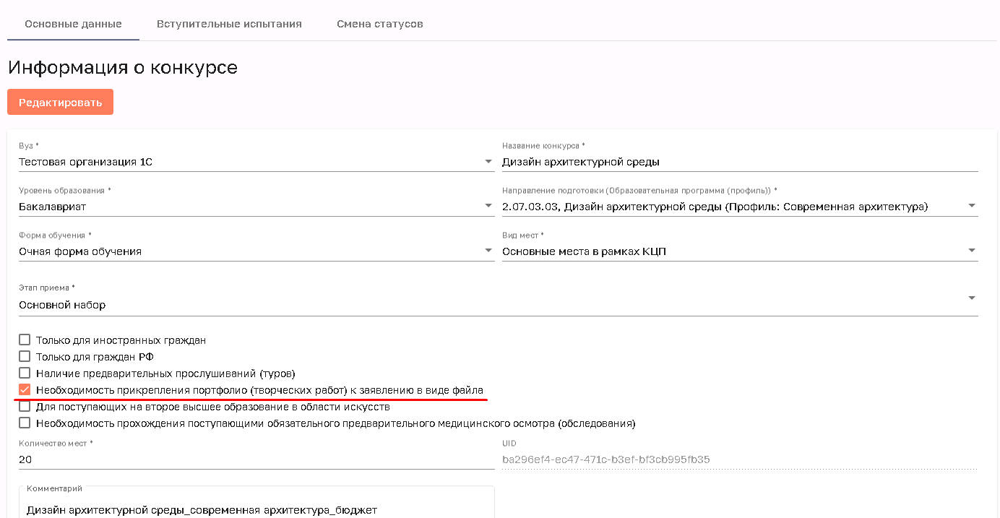 Основные данные Вступительные испытания Смена статусов
Информация о конкурсе
Редактировать
Вуз * Название конкурса *
Тестовая организация 1С Дизайн архитектурной среды
Уровень образования * Направление подготовки (Образовательная программа (профиль)) *
Бакалавриат 2.07.03.03, Дизайн архитектурной среды (Профиль: Современная архитектура)
Форма обучения * Вид мест *
Очная форма обучения Основные места в рамках КЦП
Этап приема *
Основной набор
Только для иностранных граждан
Только для граждан РФ
Наличие предварительных прослушиваний (туров)
Необходимость прикрепления портфолио (творческих работ) к заявлению в виде файла
Для поступающих на второе высшее образование в области искусств
Необходимость прохождения поступающими обязательного предварительного медицинского осмотра (обследования)
Количество мест * UID
20 ba296ef4-ec47-471c-b3ef-bf3cb995fb35
Комментарий
Дизайн архитектурной среды_современная архитектура_бюджет